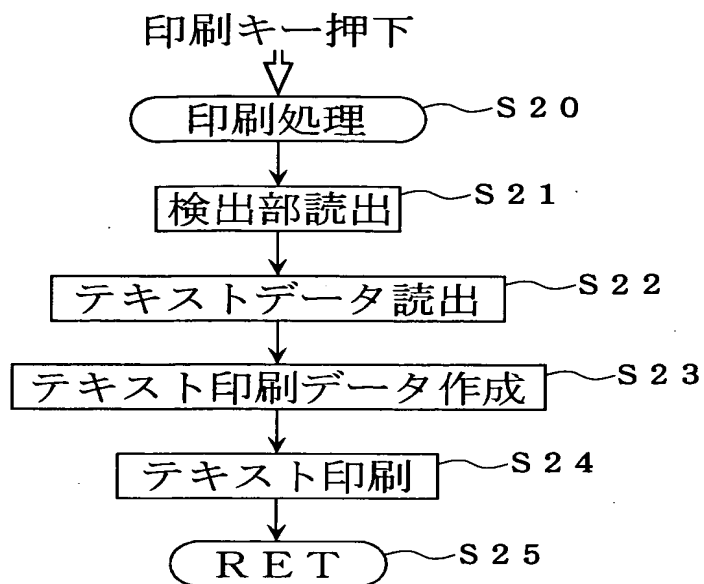 印刷キー押下
印刷処理 S20
検出部読出 S21
テキストデータ読出 S22
テキスト印刷データ作成 S23
テキスト印刷 S24
RET S25